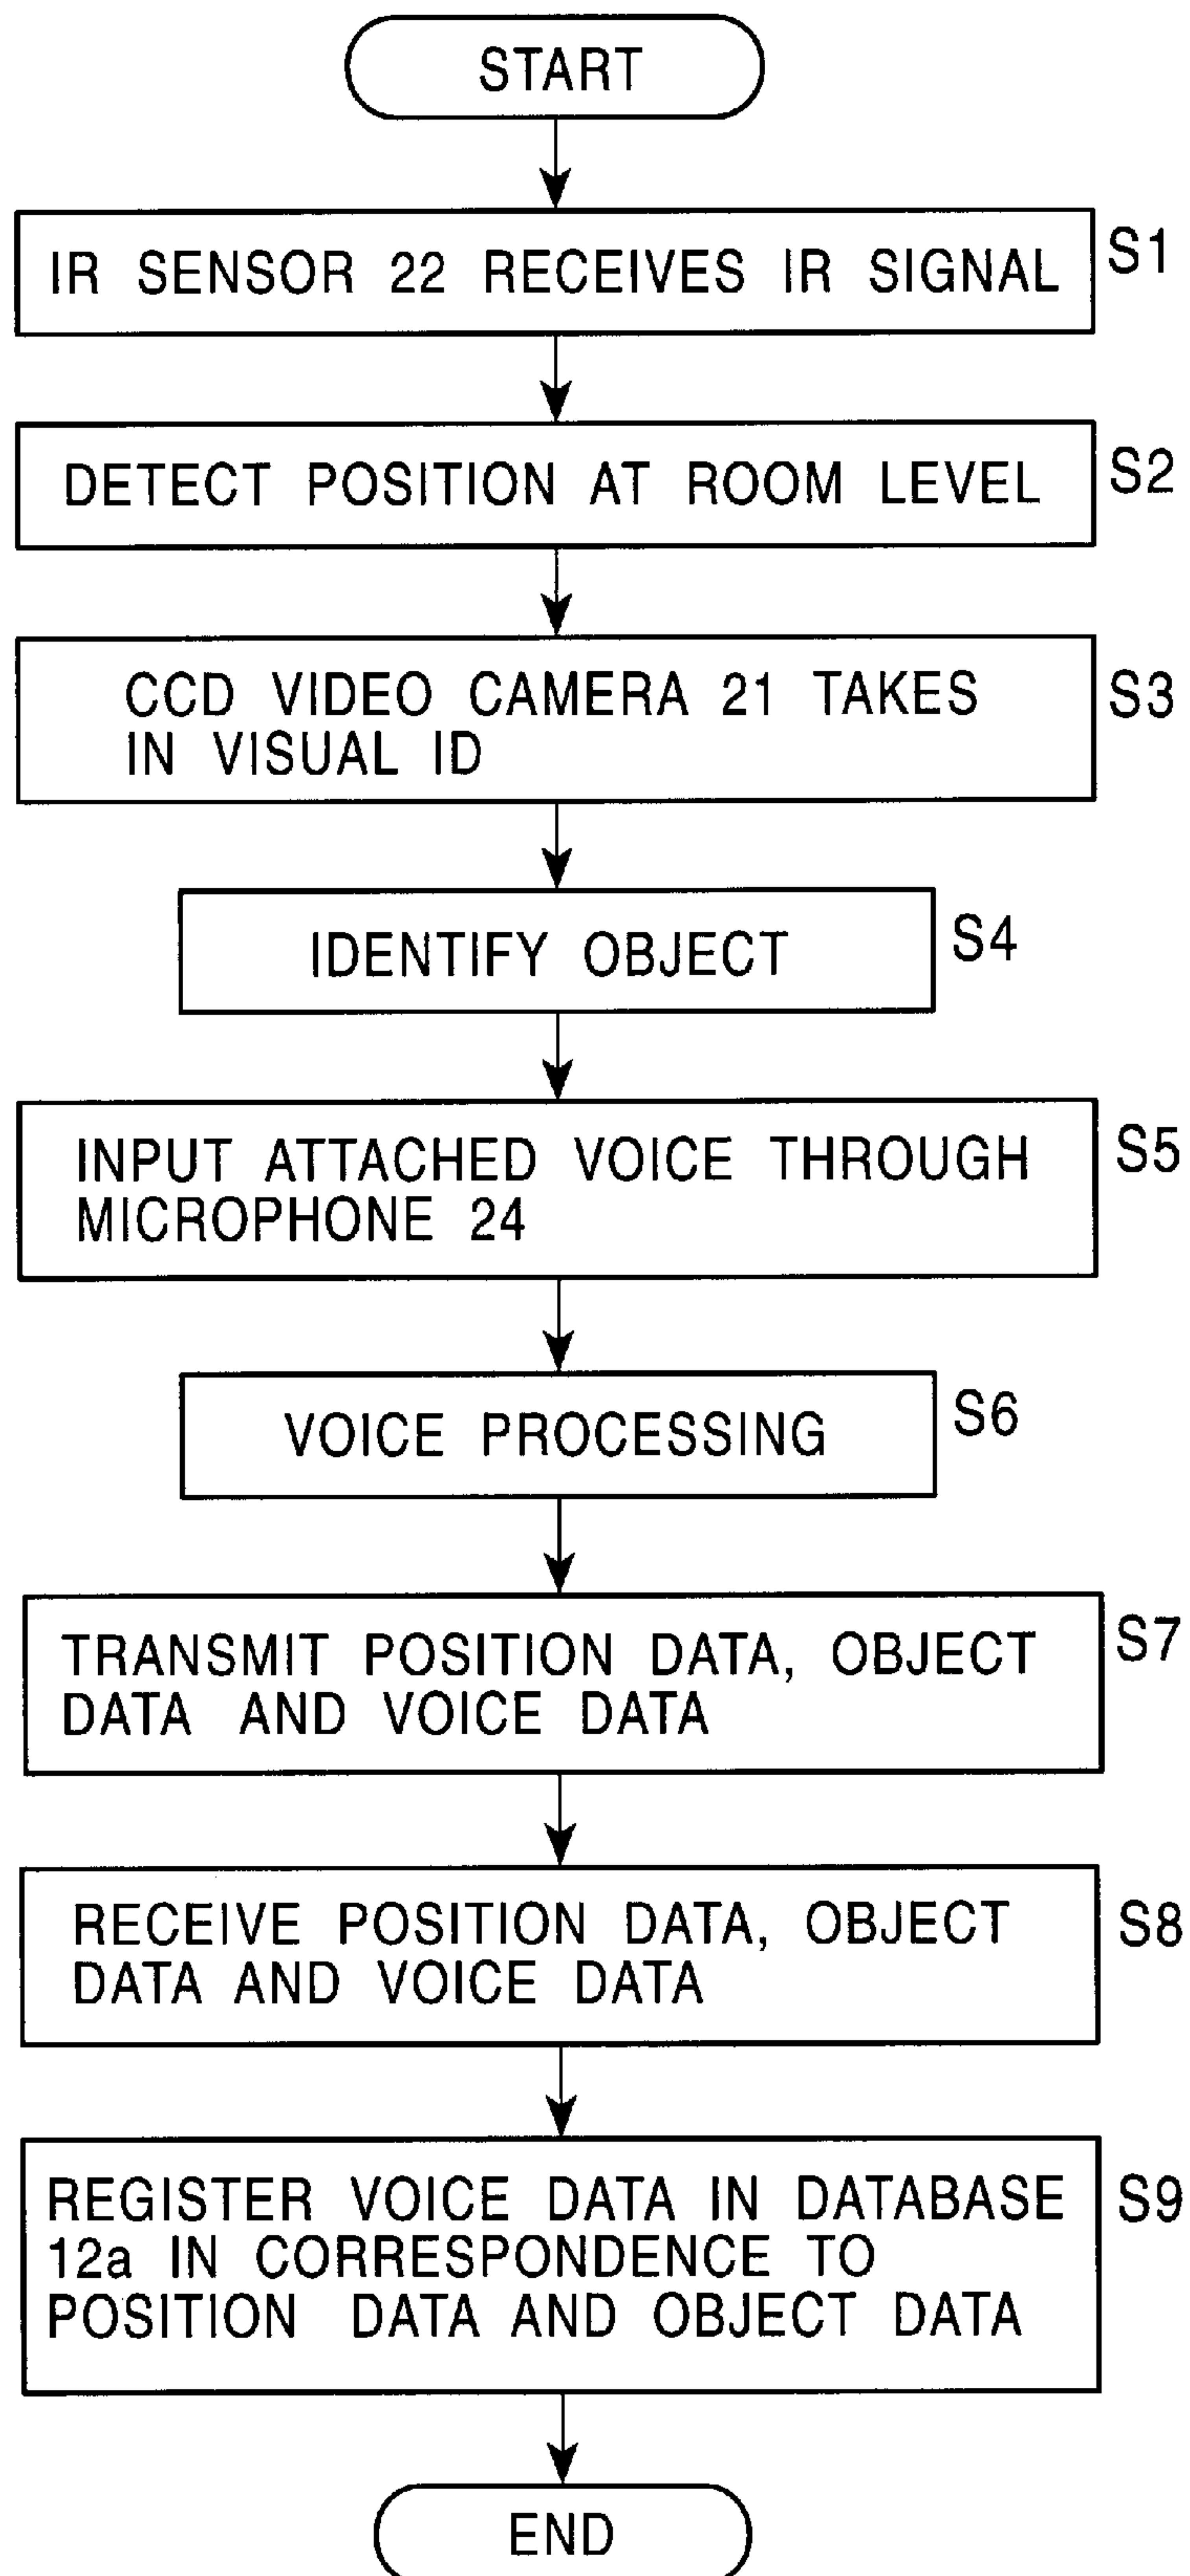 START
IR SENSOR 22 RECEIVES IR SIGNAL
S1
DETECT POSITION AT ROOM LEVEL
S2
CCD VIDEO CAMERA 21 TAKES
IN VISUAL ID
S3
IDENTIFY OBJECT
S4
INPUT ATTACHED VOICE THROUGH
MICROPHONE 24
S5
VOICE PROCESSING
S6
TRANSMIT POSITION DATA, OBJECT
DATA AND VOICE DATA
S7
RECEIVE POSITION DATA, OBJECT
DATA AND VOICE DATA
S8
REGISTER VOICE DATA IN DATABASE
12a IN CORRESPONDENCE TO
POSITION DATA AND OBJECT DATA
S9
END